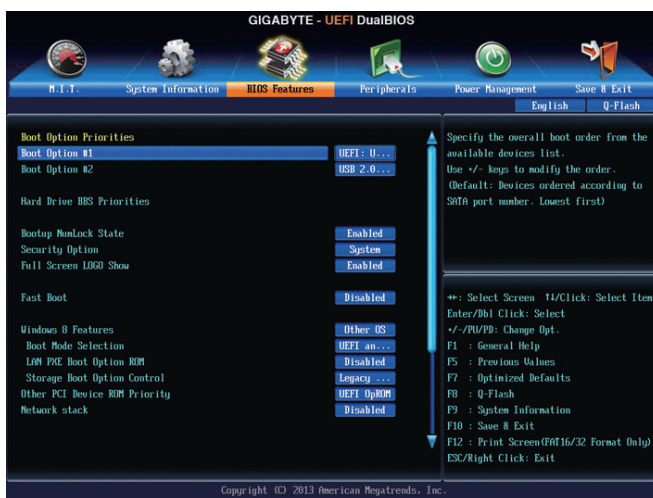 GIGABYTE - UEFI DualBIOS
M.I.T.
System Information
BIOS Features
Peripherals
Power Management
Save & Exit
English
Q-Flash
Boot Option Priorities
Boot Option #1 UEFI: U...
Boot Option #2 USB 2.0...
Hard Drive BBS Priorities
Bootup NumLock State Enabled
Security Option System
Full Screen LOGO Show Enabled
Fast Boot Disabled
Windows 8 Features Other OS
Boot Mode Selection UEFI an...
LAN PXE Boot Option ROM Disabled
Storage Boot Option Control Legacy ...
Other PCI Device ROM Priority UEFI OpROM
Network stack Disabled
Specify the overall boot order from the
available devices list.
Use +/- keys to modify the order.
(Default: Devices ordered according to
SATA port number. Lowest first)
→←: Select Screen ↑↓/Click: Select Item
Enter/Dbl Click: Select
+/-/PU/PD: Change Opt.
F1 : General Help
F5 : Previous Values
F7 : Optimized Defaults
F8 : Q-Flash
F9 : System Information
F10 : Save & Exit
F12 : Print Screen(FAT16/32 Format Only)
ESC/Right Click: Exit
Copyright (C) 2013 American Megatrends, Inc.